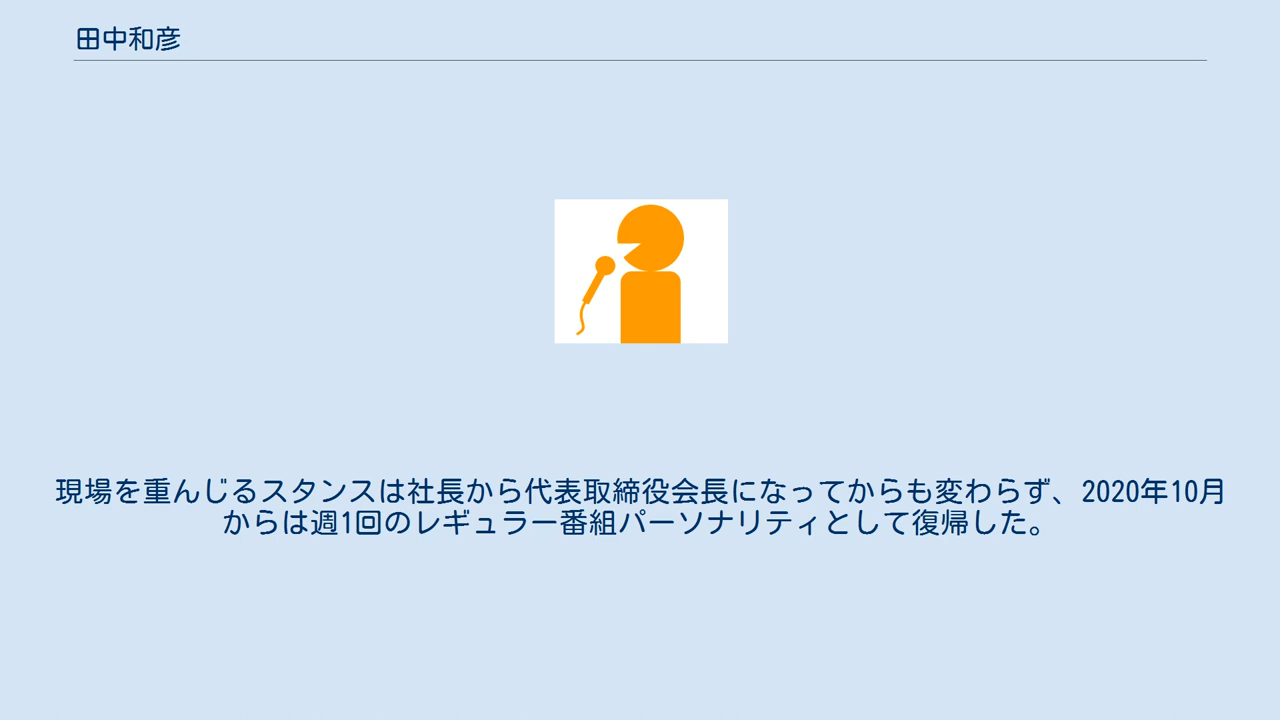 田中和彦
現場を重んじるスタンスは社長から代表取締役会長になってからも変わらず、2020年10月
からは週1回のレギュラー番組パーソナリティとして復帰した。